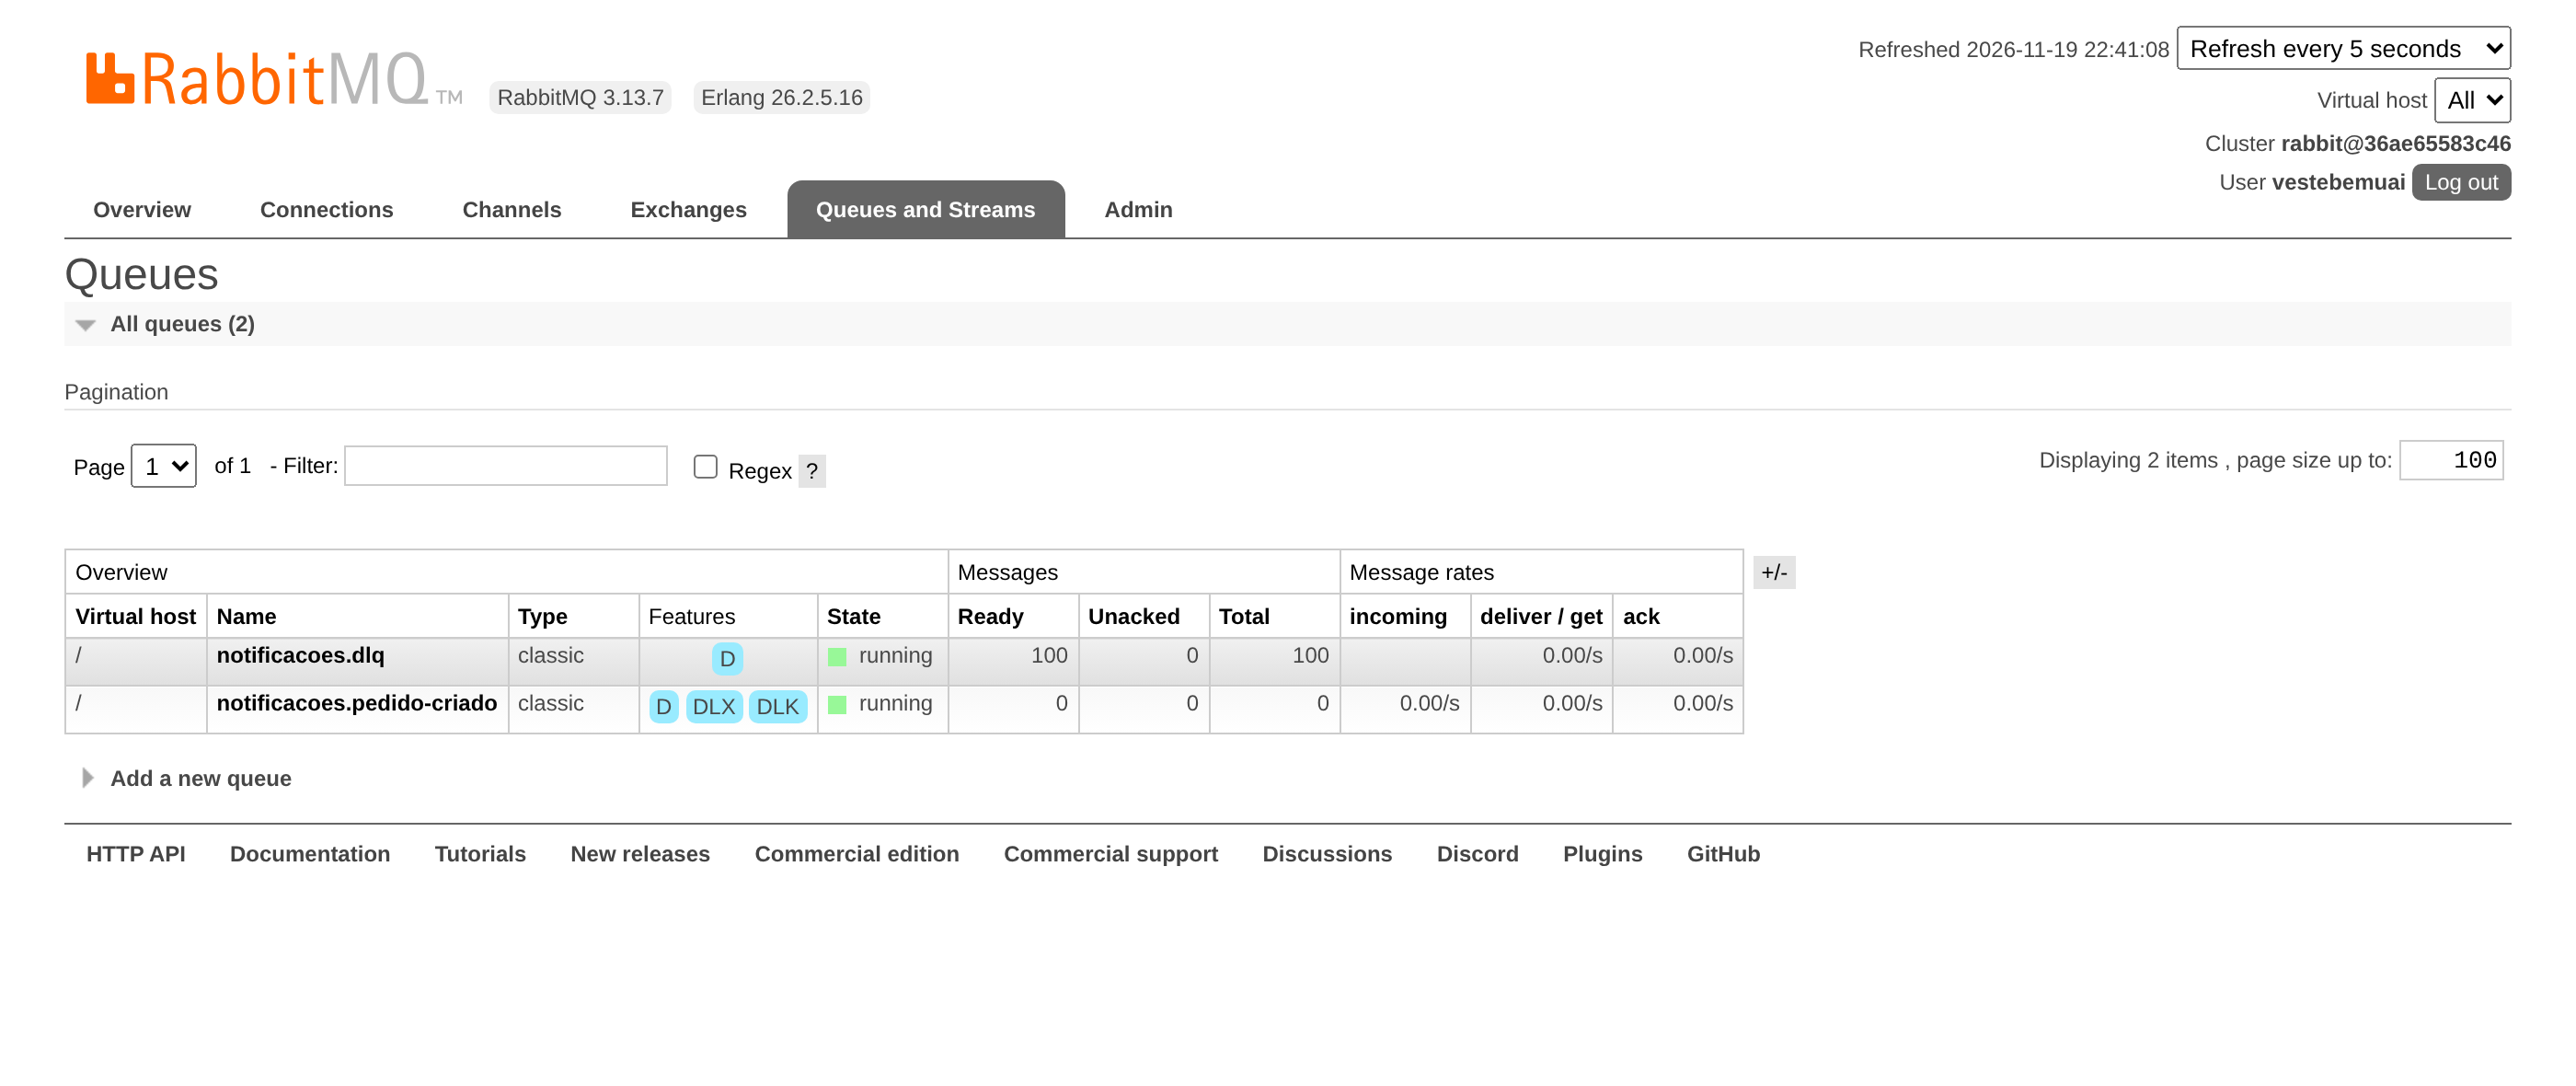 RabbitMQ TM RabbitMQ 3.13.7 Erlang 26.2.5.16
Refreshed 2026-11-19 22:41:08 Refresh every 5 seconds
Virtual host All
Cluster rabbit@36ae65583c46
User vestebemuai Log out
Overview Connections Channels Exchanges Queues and Streams Admin
Queues
All queues (2)
Pagination
Page 1 of 1 - Filter: Regex ? Displaying 2 items , page size up to: 100
Overview Messages Message rates +/-
Virtual host Name Type Features State Ready Unacked Total incoming deliver / get ack
/ notificacoes.dlq classic D running 100 0 100 0.00/s 0.00/s
/ notificacoes.pedido-criado classic D DLX DLK running 0 0 0 0.00/s 0.00/s 0.00/s
Add a new queue
HTTP API Documentation Tutorials New releases Commercial edition Commercial support Discussions Discord Plugins GitHub